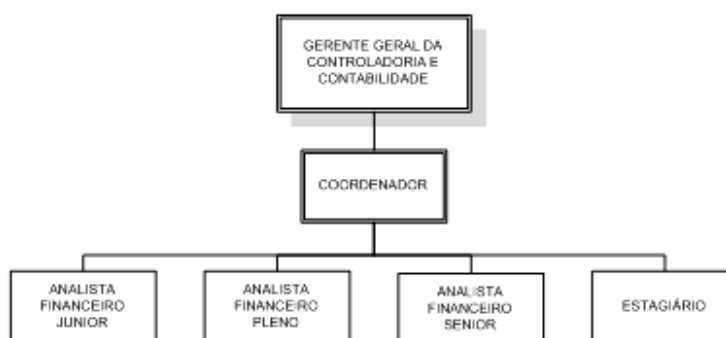 GERENTE GERAL DA
CONTROLADORIA E
CONTABILIDADE
COORDENADOR
ANALISTA
FINANCEIRO
JUNIOR
ANALISTA
FINANCEIRO
PLENO
ANALISTA
FINANCEIRO
SENIOR
ESTAGIÁRIO